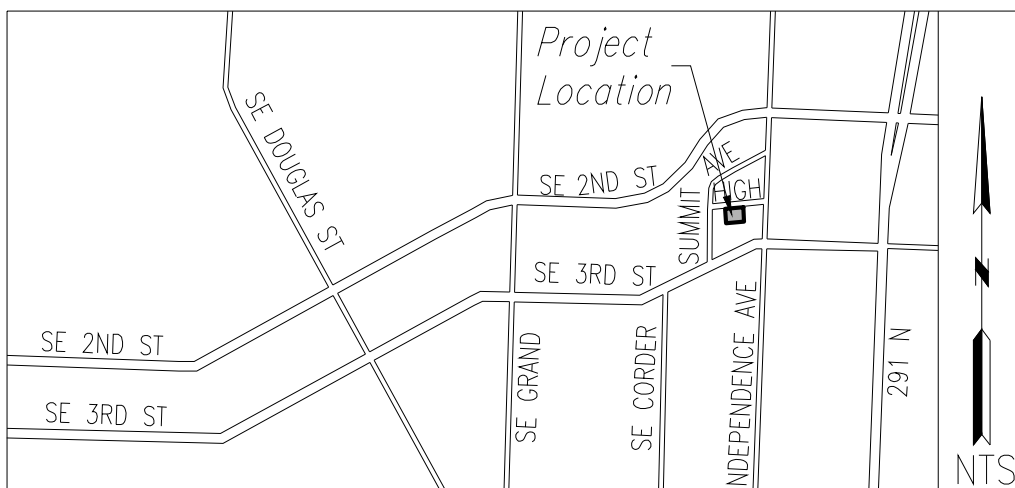 Project
Location
SE DOUGLAS ST
SE 2ND ST
AVE
HIGH
SUMMIT
SE 3RD ST
SE 2ND ST
SE 3RD ST
SE GRAND
SE CORDER
NDEPENDENCE AVE
291 N
N
NTS